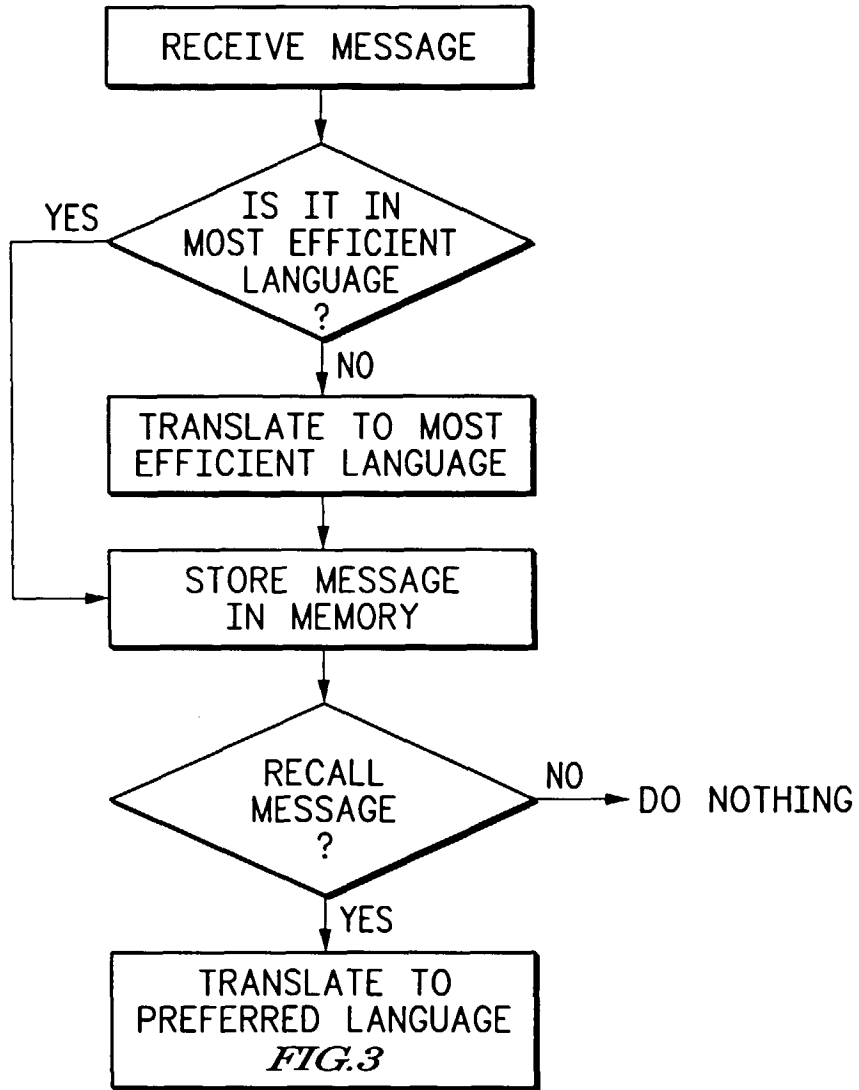 RECEIVE MESSAGE
IS IT IN
MOST EFFICIENT
LANGUAGE
?
YES
NO
TRANSLATE TO MOST
EFFICIENT LANGUAGE
STORE MESSAGE
IN MEMORY
RECALL
MESSAGE
?
NO
DO NOTHING
YES
TRANSLATE TO
PREFERRED LANGUAGE
FIG.3